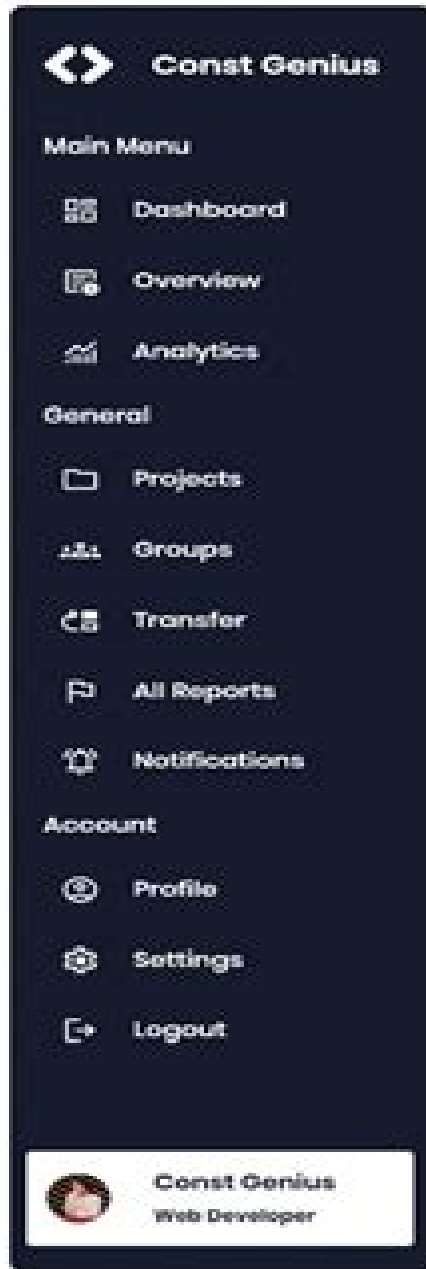 Const Genius
Main Menu
Dashboard
Overview
Analytics
General
Projects
Groups
Transfer
All Reports
Notifications
Account
Profile
Settings
Logout
Const Genius
Web Developer